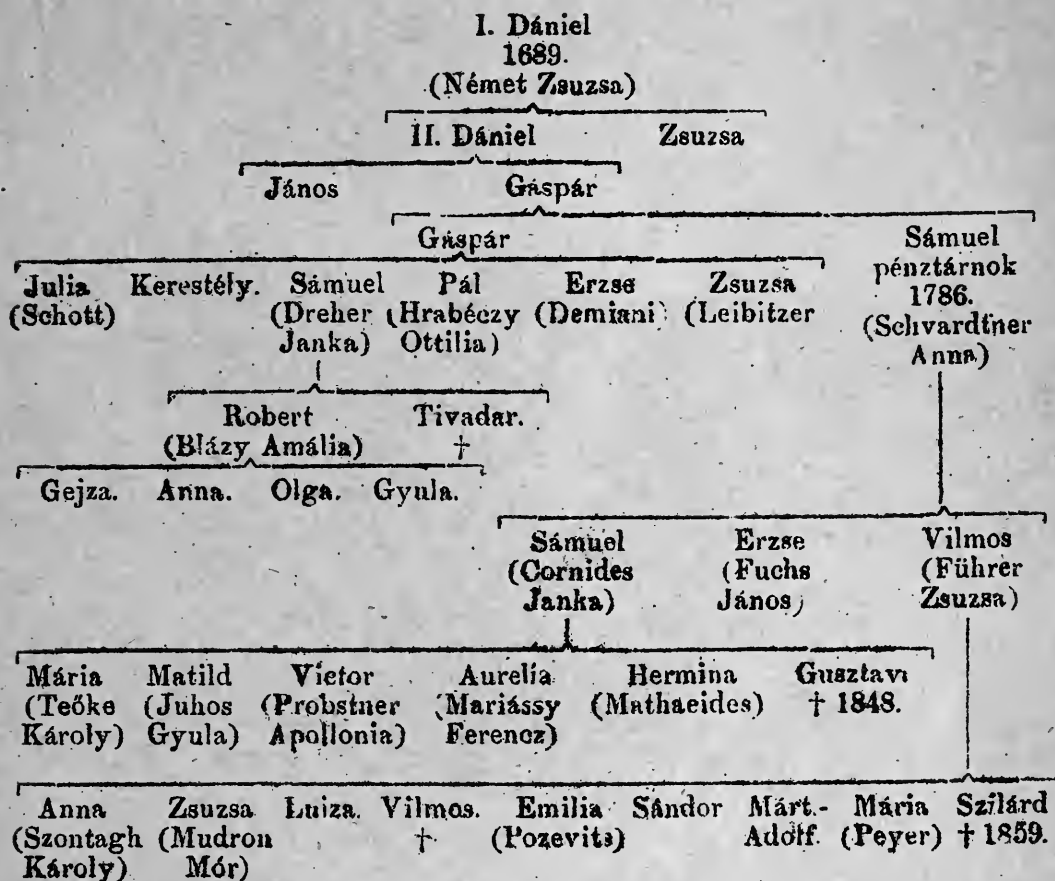 I. Dániel
1689.
(Német Zsuzsa)
II. Dániel Zsuzsa
János Gáspár
Gáspár Sámuel
pénztárnok
1786.
(Schvardtner
Anna)
Julia Kerestély. Sámuel Pál Erzse Zsuzsa
(Schott) (Dreher (Hrabéczy (Demiani) (Leibitzer
Janka) Ottilia)
Robert Tivadar.
(Blázy Amália) †
Gejza. Anna. Olga. Gyula.
Sámuel Erzse Vilmos
(Cornides (Fuchs (Führer
Janka) János) Zsuzsa)
Mária Matild Victor Aurelia Hermina Gusztáv
(Teőke (Juhos (Probstner (Mariássy (Mathaeides) † 1848.
Károly) Gyula) Apollonia) Ferencz)
Anna Zsuzsa Luiza. Vilmos. Emilia Sándor Márt.- Mária Szilárd
(Szontagh (Mudron † (Pozevits) Adolf. (Peyer) † 1859.
Károly) Mór)